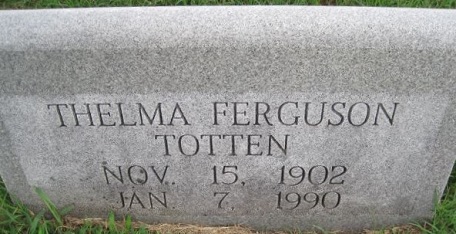 THELMA FERGUSON
TOTTEN
NOV. 15, 1902
JAN. 7, 1990